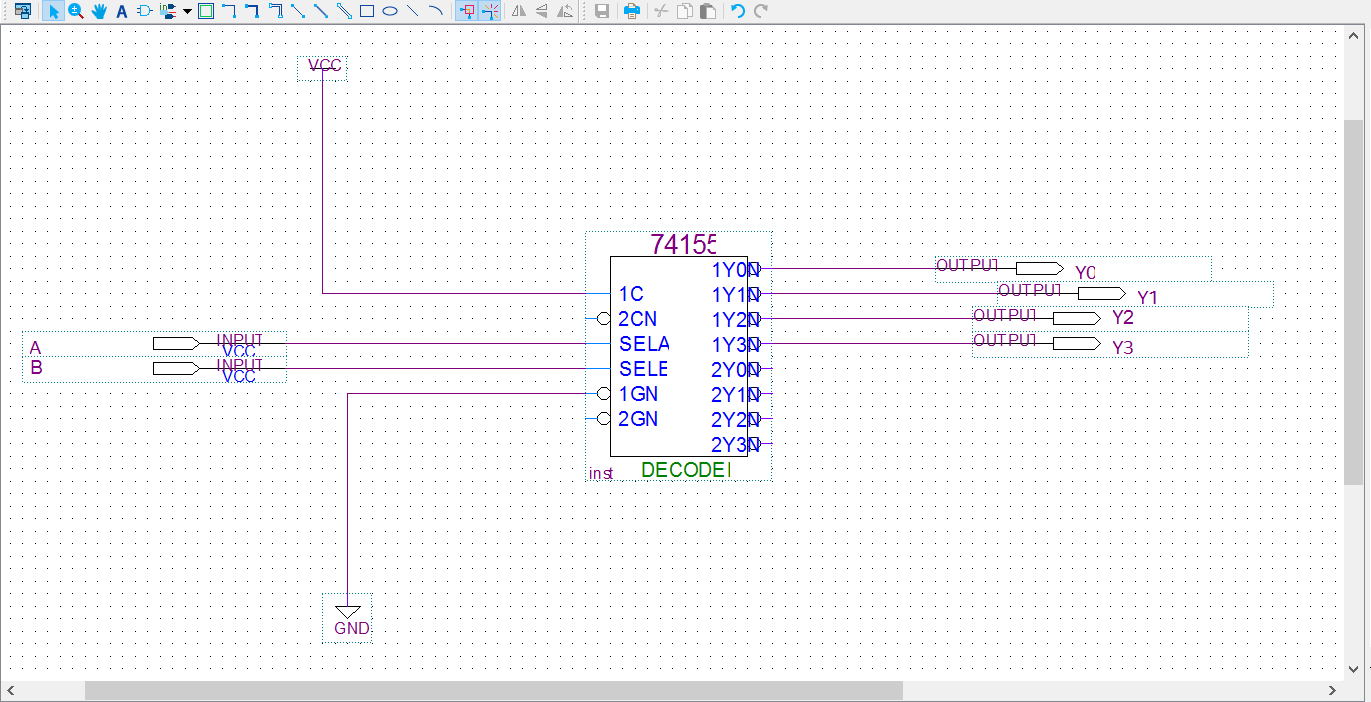 VCC
74155
1Y0N OUTPUT Y0
1C 1Y1N OUTPUT Y1
2CN 1Y2N OUTPUT Y2
A INPUT VCC SELA 1Y3N OUTPUT Y3
B INPUT VCC SELB 2Y0N
1GN 2Y1N
2GN 2Y2N
2Y3N
inst DECODER
GND